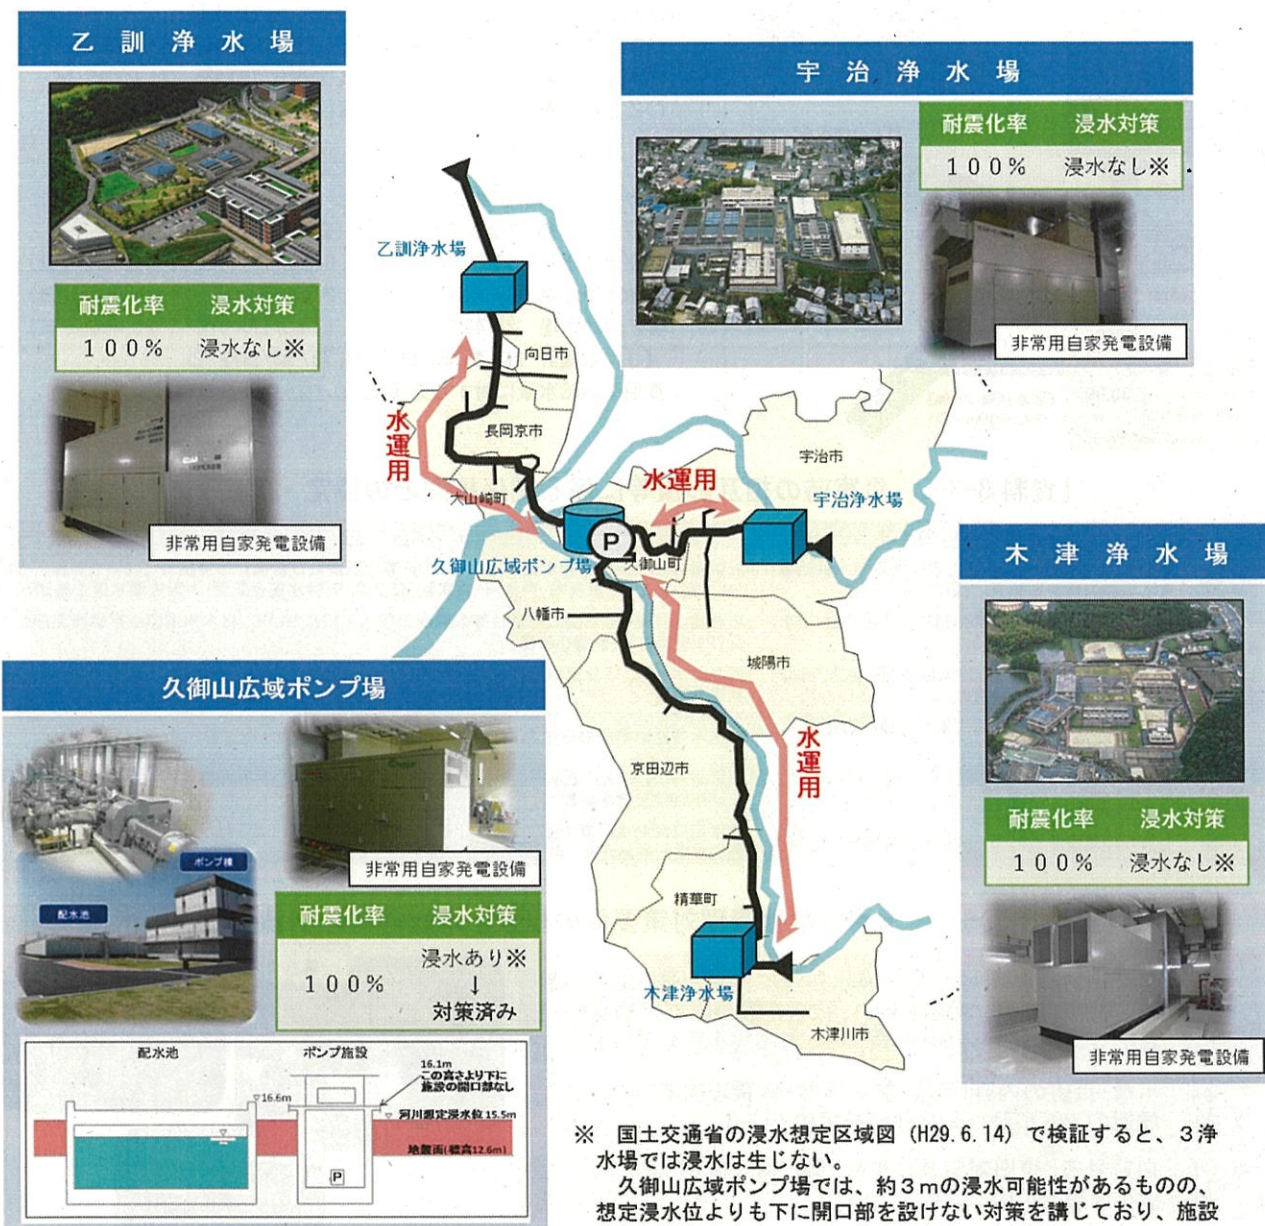 乙訓浄水場
耐震化率 浸水対策
１００% 浸水なし※
非常用自家発電設備
宇治浄水場
耐震化率 浸水対策
１００% 浸水なし※
非常用自家発電設備
乙訓浄水場
向日市
長岡京市
水運用
大山崎町
水運用
宇治市
宇治浄水場
P
久御山広域ポンプ場
久御山町
八幡市
城陽市
水運用
京田辺市
精華町
木津浄水場
木津川市
木津浄水場
耐震化率 浸水対策
１００% 浸水なし※
非常用自家発電設備
久御山広域ポンプ場
ポンプ棟
配水池
非常用自家発電設備
耐震化率 浸水対策
１００% 浸水あり※
↓
対策済み
配水池
ポンプ施設
16.1m
この高さより下に
施設の開口部なし
▽16.6m
▽ 河川想定浸水位 15.5m
地盤面(標高12.6m)
P
※　国土交通省の浸水想定区域図（H29.6.14）で検証すると、３浄
水場では浸水は生じない。
久御山広域ポンプ場では、約３ｍの浸水可能性があるものの、
想定浸水位よりも下に開口部を設けない対策を講じており、施設